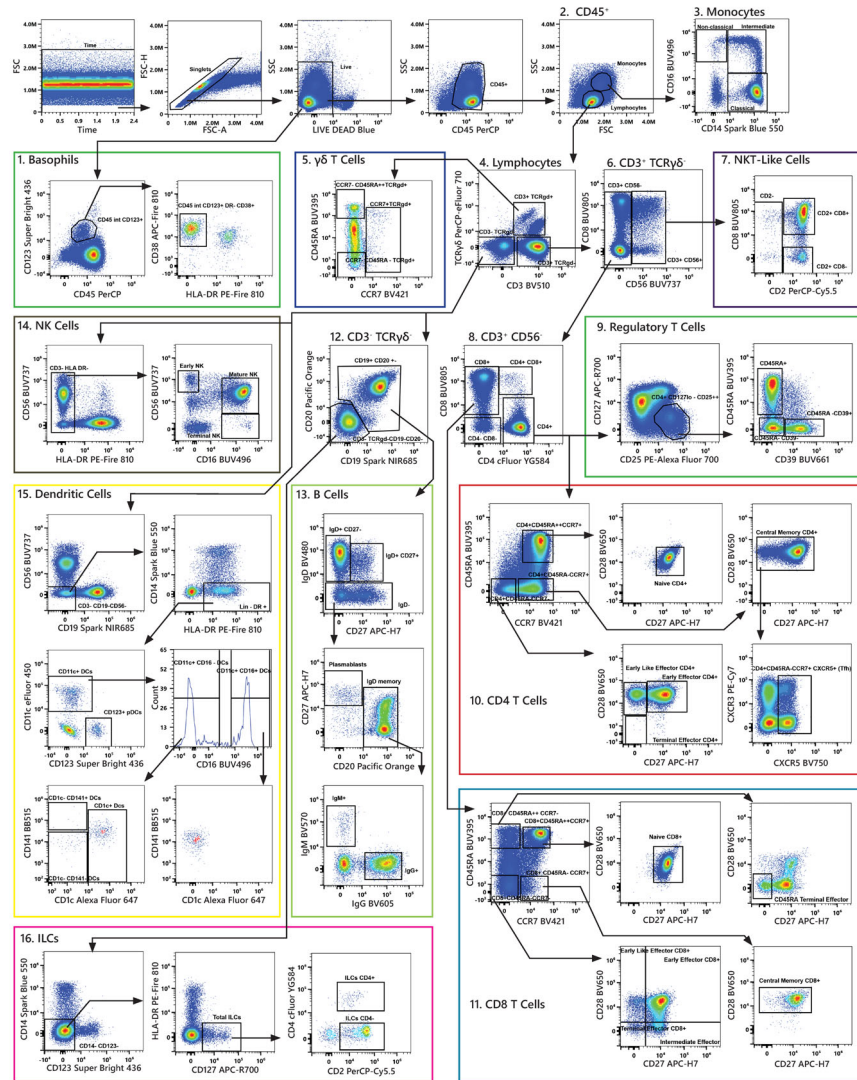 2. CD45⁺
3. Monocytes
FSC
Time
Time
FSC-H
Singlets
FSC-A
SSC
Live
LIVE DEAD Blue
SSC
CD45+
CD45 PerCP
SSC
Monocytes
Lymphocytes
FSC
CD16 BUV496
Non-classical
Intermediate
Classical
CD14 Spark Blue 550
1. Basophils
CD123 Super Bright 436
CD45 int CD123+
CD45 PerCP
CD38 APC-Fire 810
CD45 int CD123+ DR- CD38+
HLA-DR PE-Fire 810
5. γδ T Cells
CD45RA BUV395
CCR7- CD45RA++TCRgd+
CCR7+TCRgd+
CCR7- CD45RA -TCRgd+
CCR7 BV421
4. Lymphocytes
TCRγδ PerCP-eFluor 710
CD3+ TCRgd+
CD3- TCRgd-
CD3+ TCRgd-
CD3 BV510
6. CD3⁺ TCRγδ⁻
CD8 BUV805
CD3+ CD56-
CD3+ CD56+
CD56 BUV737
7. NKT-Like Cells
CD8 BUV805
CD2-
CD2+ CD8+
CD2+ CD8-
CD2 PerCP-Cy5.5
14. NK Cells
CD56 BUV737
CD3- HLA DR-
HLA-DR PE-Fire 810
CD56 BUV737
Early NK
Mature NK
Terminal NK
CD16 BUV496
12. CD3⁻ TCRγδ⁻
CD20 Pacific Orange
CD19+ CD20 +-
CD3- TCRgd-CD19-CD20-
CD19 Spark NIR685
8. CD3⁺ CD56⁻
CD8 BUV805
CD8+
CD4+ CD8+
CD4- CD8-
CD4+
CD4 cFluor YG584
9. Regulatory T Cells
CD127 APC-R700
CD4+ CD127lo - CD25++
CD25 PE-Alexa Fluor 700
CD45RA BUV395
CD45RA+
CD45RA -CD39+
CD45RA- CD39-
CD39 BUV661
15. Dendritic Cells
CD56 BUV737
CD3- CD19-CD56-
CD19 Spark NIR685
CD14 Spark Blue 550
Lin - DR +
HLA-DR PE-Fire 810
CD11c eFluor 450
CD11c+ DCs
CD123+ pDCs
CD123 Super Bright 436
Count
CD11c+ CD16 - DCs
CD11c+ CD16+ DCs
CD16 BUV496
CD141 BB515
CD1c- CD141+ DCs
CD1c+ DCs
CD1c- CD141- DCs
CD1c Alexa Fluor 647
CD141 BB515
CD1c Alexa Fluor 647
13. B Cells
IgD BV480
IgD+ CD27-
IgD+ CD27+
IgD-
CD27 APC-H7
CD27 APC-H7
Plasmablasts
IgD memory
CD20 Pacific Orange
IgM BV570
IgM+
IgG+
IgG BV605
CD45RA BUV395
CD4+CD45RA++CCR7+
CD4+CD45RA-CCR7+
CD4+CD45RA-CCR7-
CCR7 BV421
CD28 BV650
Naive CD4+
CD27 APC-H7
CD28 BV650
Central Memory CD4+
CD27 APC-H7
10. CD4 T Cells
CD28 BV650
Early Like Effector CD4+
Early Effector CD4+
Terminal Effector CD4+
CD27 APC-H7
CXCR3 PE-Cy7
CD4+CD45RA-CCR7+ CXCR5+ (Tfh)
CXCR5 BV750
CD45RA BUV395
CD8+CD45RA++ CCR7-
CD8+CD45RA++CCR7+
CD8+ CD45RA- CCR7+
CD8+CD45RA-CCR7-
CCR7 BV421
CD28 BV650
Naive CD8+
CD27 APC-H7
CD28 BV650
CD45RA Terminal Effector
CD27 APC-H7
11. CD8 T Cells
CD28 BV650
Early Like Effector CD8+
Early Effector CD8+
Terminal Effector CD8+
Intermediate Effector
CD27 APC-H7
CD28 BV650
Central Memory CD8+
CD27 APC-H7
16. ILCs
CD14 Spark Blue 550
CD14- CD123-
CD123 Super Bright 436
HLA-DR PE-Fire 810
Total ILCs
CD127 APC-R700
CD4 cFluor YG584
ILCs CD4+
ILCs CD4-
CD2 PerCP-Cy5.5